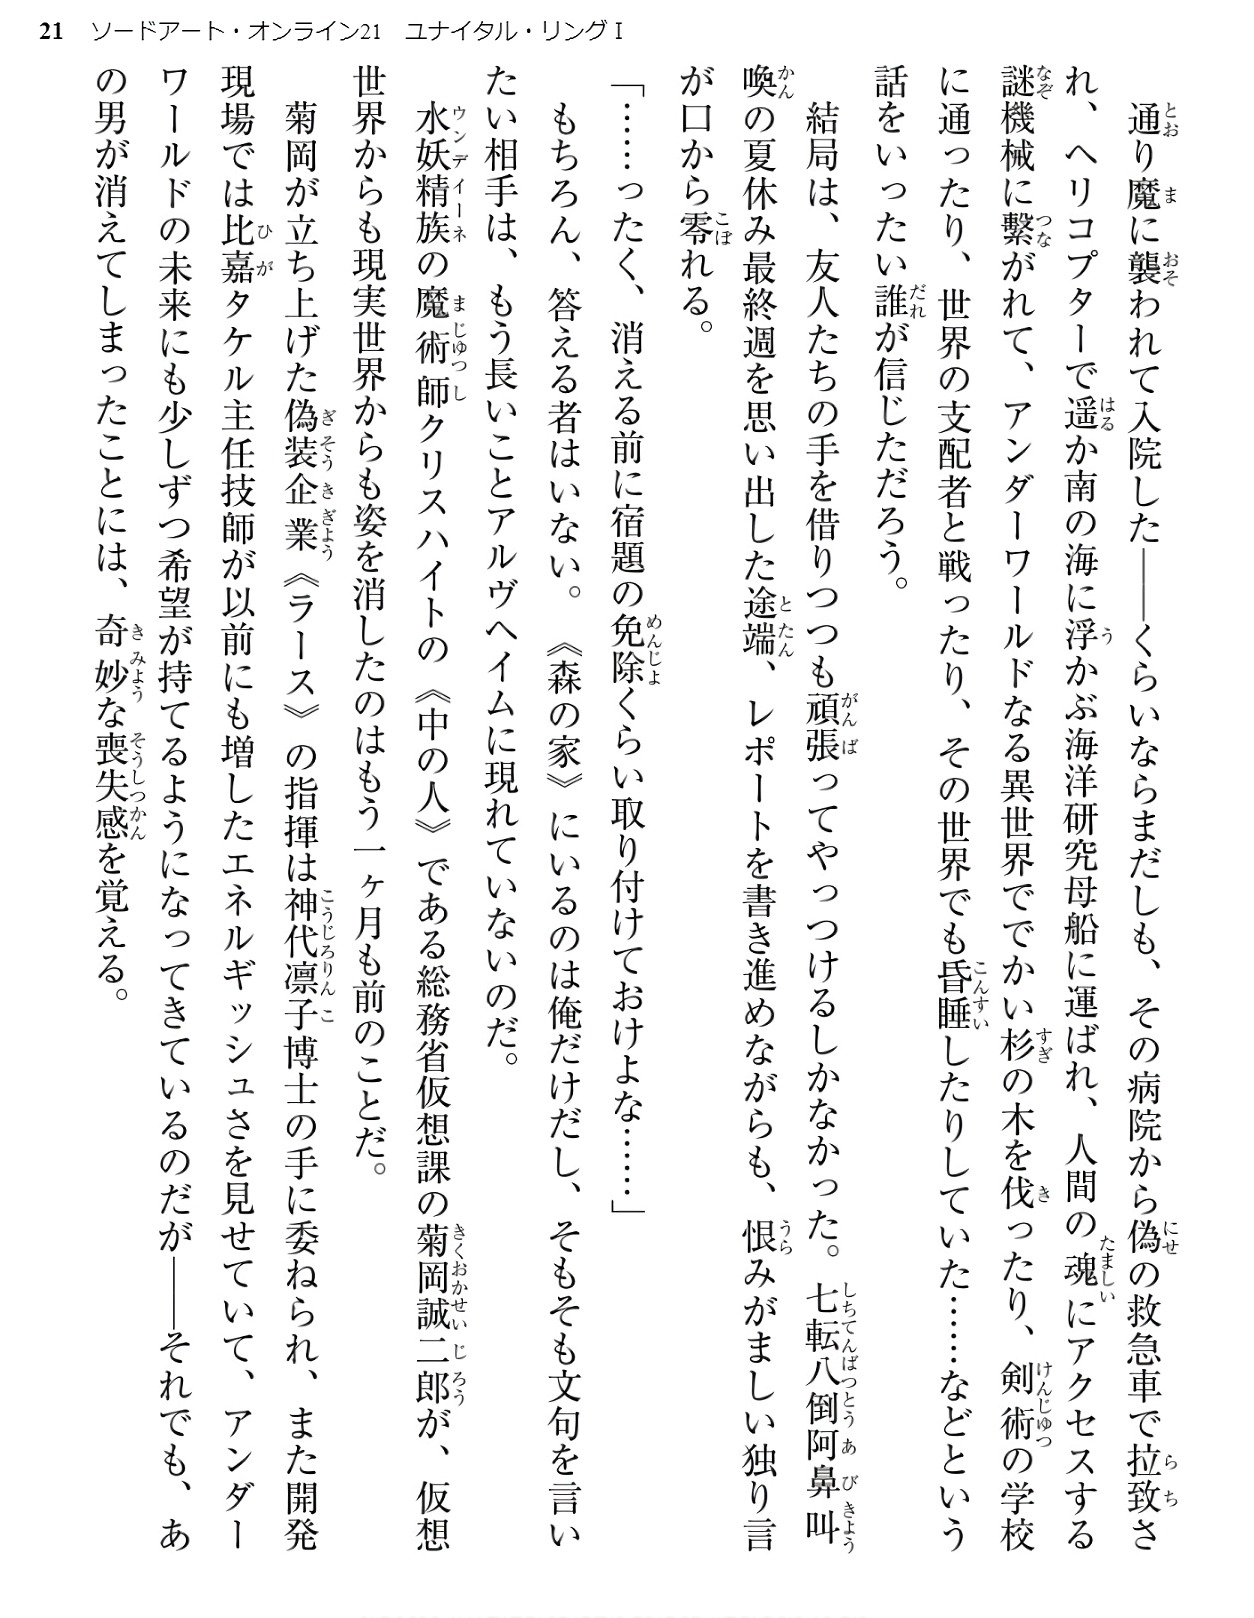 21 ソードアート・オンライン21 ユナイタル・リングⅠ
通り魔に襲われて入院した――くらいならまだしも、その病院から偽の救急車で拉致さ
れ、ヘリコプターで遥か南の海に浮かぶ海洋研究母船に運ばれ、人間の魂にアクセスする
謎機械に繫がれて、アンダーワールドなる異世界ででかい杉の木を伐ったり、剣術の学校
に通ったり、世界の支配者と戦ったり、その世界でも昏睡したりしていた……などという
話をいったい誰が信じただろう。
結局は、友人たちの手を借りつつも頑張ってやっつけるしかなかった。七転八倒阿鼻叫
喚の夏休み最終週を思い出した途端、レポートを書き進めながらも、恨みがましい独り言
が口から零れる。
「……ったく、消える前に宿題の免除くらい取り付けておけよな……」
もちろん、答える者はいない。《森の家》にいるのは俺だけだし、そもそも文句を言い
たい相手は、もう長いことアルヴヘイムに現れていないのだ。
水妖精族の魔術師クリスハイトの《中の人》である総務省仮想課の菊岡誠二郎が、仮想
世界からも現実世界からも姿を消したのはもう一ヶ月も前のことだ。
菊岡が立ち上げた偽装企業《ラース》の指揮は神代凛子博士の手に委ねられ、また開発
現場では比嘉タケル主任技師が以前にも増したエネルギッシュさを見せていて、アンダー
ワールドの未来にも少しずつ希望が持てるようになってきているのだが――それでも、あ
の男が消えてしまったことには、奇妙な喪失感を覚える。